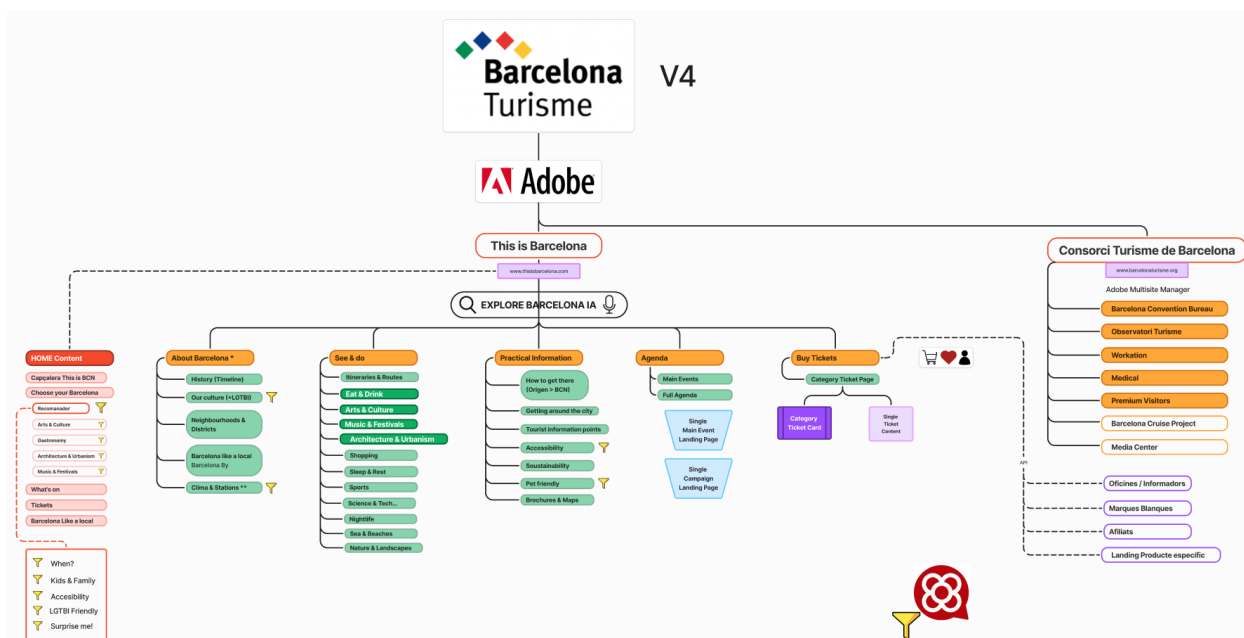 Barcelona
Turisme
V4
Adobe
This is Barcelona
www.thisisbarcelona.com
EXPLORE BARCELONA IA
Consorci Turisme de Barcelona
www.barcelonaturisme.org
Adobe Multisite Manager
Barcelona Convention Bureau
Observatori Turisme
Workation
Medical
Premium Visitors
Barcelona Cruise Project
Media Center
HOME Content
Capçalera This is BCN
Choose your Barcelona
Recomanador
Arts & Culture
Gastronomy
Architecture & Urbanism
Music & Festivals
What's on
Tickets
Barcelona Like a local
When?
Kids & Family
Accesibility
LGTBI Friendly
Surprise me!
About Barcelona *
History (Timeline)
Our culture (+LGTBI)
Neighbourhoods &
Districts
Barcelona like a local
Barcelona By
Clima & Stations **
See & do
Itineraries & Routes
Eat & Drink
Arts & Culture
Music & Festivals
Architecture & Urbanism
Shopping
Sleep & Rest
Sports
Science & Tech...
Nightlife
Sea & Beaches
Nature & Landscapes
Practical Information
How to get there
(Origen > BCN)
Getting around the city
Tourist information points
Accessibility
Soustainability
Pet friendly
Brochures & Maps
Agenda
Main Events
Full Agenda
Single
Main Event
Landing Page
Single
Campaign
Landing Page
Buy Tickets
Category Ticket Page
Category
Ticket Card
Single
Ticket
Content
API
Oficines / Informadors
Marques Blanques
Afiliats
Landing Producte específic